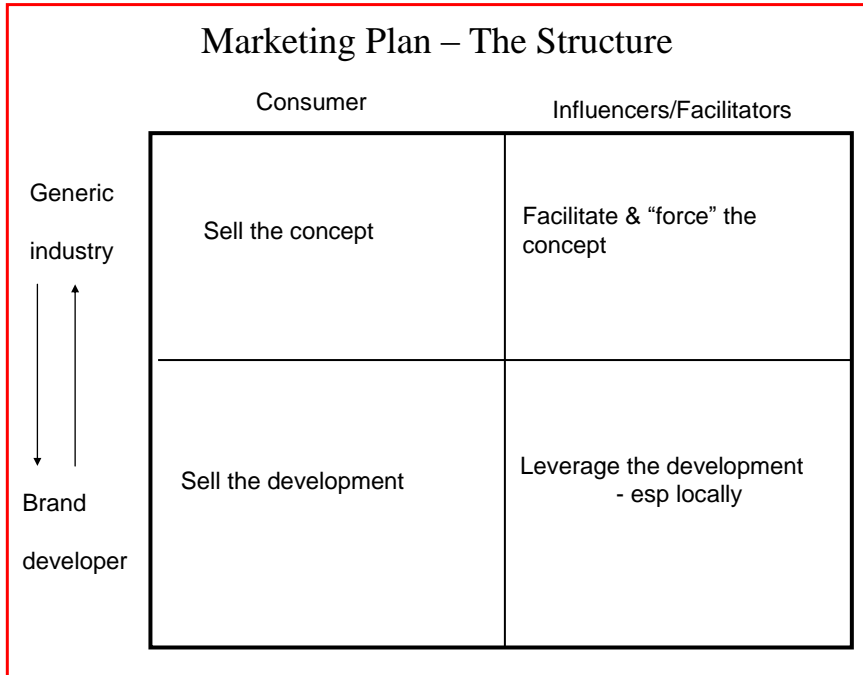 Marketing Plan – The Structure
Consumer
Influencers/Facilitators
Generic
industry
Sell the concept
Facilitate & “force” the
concept
Brand
developer
Sell the development
Leverage the development
- esp locally